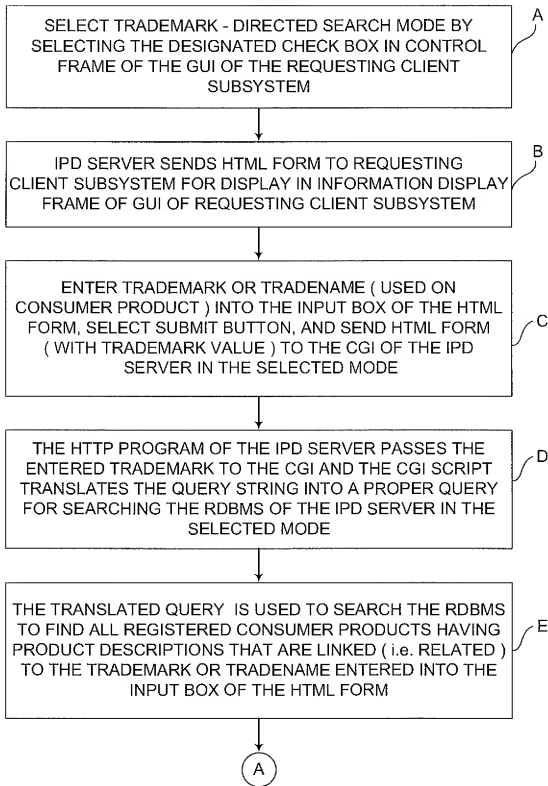 SELECT TRADEMARK - DIRECTED SEARCH MODE BY
SELECTING THE DESIGNATED CHECK BOX IN CONTROL
FRAME OF THE GUI OF THE REQUESTING CLIENT
SUBSYSTEM
A
IPD SERVER SENDS HTML FORM TO REQUESTING
CLIENT SUBSYSTEM FOR DISPLAY IN INFORMATION DISPLAY
FRAME OF GUI OF REQUESTING CLIENT SUBSYSTEM
B
ENTER TRADEMARK OR TRADENAME ( USED ON
CONSUMER PRODUCT ) INTO THE INPUT BOX OF THE HTML
FORM, SELECT SUBMIT BUTTON, AND SEND HTML FORM
( WITH TRADEMARK VALUE ) TO THE CGI OF THE IPD
SERVER IN THE SELECTED MODE
C
THE HTTP PROGRAM OF THE IPD SERVER PASSES THE
ENTERED TRADEMARK TO THE CGI AND THE CGI SCRIPT
TRANSLATES THE QUERY STRING INTO A PROPER QUERY
FOR SEARCHING THE RDBMS OF THE IPD SERVER IN THE
SELECTED MODE
D
THE TRANSLATED QUERY IS USED TO SEARCH THE RDBMS
TO FIND ALL REGISTERED CONSUMER PRODUCTS HAVING
PRODUCT DESCRIPTIONS THAT ARE LINKED ( i.e. RELATED )
TO THE TRADEMARK OR TRADENAME ENTERED INTO THE
INPUT BOX OF THE HTML FORM
E
A